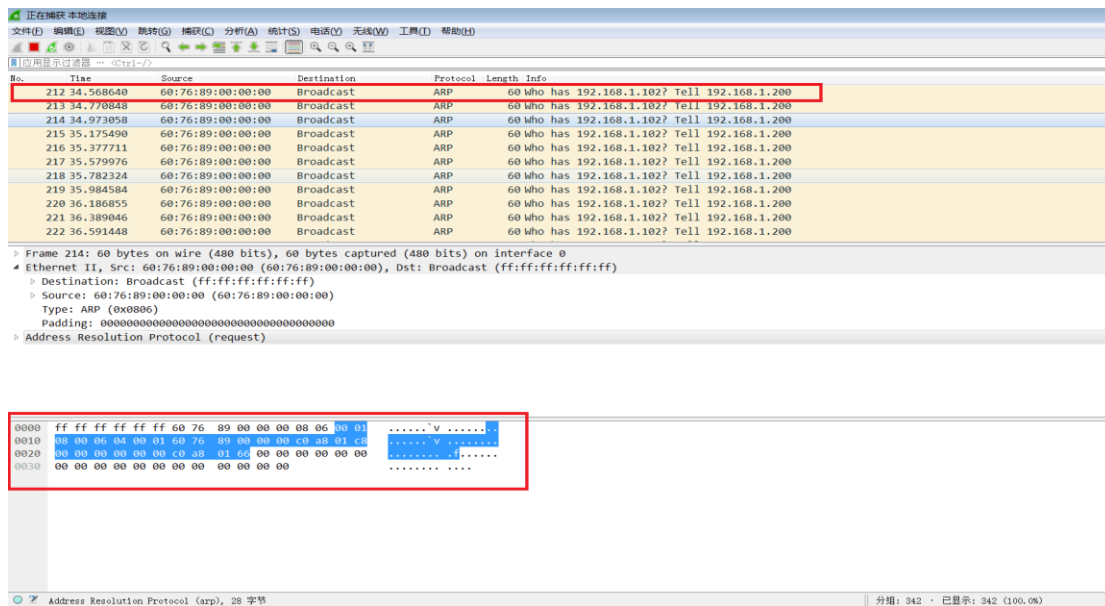 正在捕获 本地连接
文件(F) 编辑(E) 视图(V) 跳转(G) 捕获(C) 分析(A) 统计(S) 电话(Y) 无线(W) 工具(T) 帮助(H)
应用显示过滤器 … <Ctrl-/>
No. Time Source Destination Protocol Length Info
212 34.568640 60:76:89:00:00:00 Broadcast ARP 60 Who has 192.168.1.102? Tell 192.168.1.200
213 34.770848 60:76:89:00:00:00 Broadcast ARP 60 Who has 192.168.1.102? Tell 192.168.1.200
214 34.973058 60:76:89:00:00:00 Broadcast ARP 60 Who has 192.168.1.102? Tell 192.168.1.200
215 35.175490 60:76:89:00:00:00 Broadcast ARP 60 Who has 192.168.1.102? Tell 192.168.1.200
216 35.377711 60:76:89:00:00:00 Broadcast ARP 60 Who has 192.168.1.102? Tell 192.168.1.200
217 35.579976 60:76:89:00:00:00 Broadcast ARP 60 Who has 192.168.1.102? Tell 192.168.1.200
218 35.782324 60:76:89:00:00:00 Broadcast ARP 60 Who has 192.168.1.102? Tell 192.168.1.200
219 35.984584 60:76:89:00:00:00 Broadcast ARP 60 Who has 192.168.1.102? Tell 192.168.1.200
220 36.186855 60:76:89:00:00:00 Broadcast ARP 60 Who has 192.168.1.102? Tell 192.168.1.200
221 36.389046 60:76:89:00:00:00 Broadcast ARP 60 Who has 192.168.1.102? Tell 192.168.1.200
222 36.591448 60:76:89:00:00:00 Broadcast ARP 60 Who has 192.168.1.102? Tell 192.168.1.200
Frame 214: 60 bytes on wire (480 bits), 60 bytes captured (480 bits) on interface 0
Ethernet II, Src: 60:76:89:00:00:00 (60:76:89:00:00:00), Dst: Broadcast (ff:ff:ff:ff:ff:ff)
Destination: Broadcast (ff:ff:ff:ff:ff:ff)
Source: 60:76:89:00:00:00 (60:76:89:00:00:00)
Type: ARP (0x0806)
Padding: 000000000000000000000000000000000000
Address Resolution Protocol (request)
0000 ff ff ff ff ff ff 60 76 89 00 00 00 08 06 00 01 ......`v ........
0010 08 00 06 04 00 01 60 76 89 00 00 00 c0 a8 01 c8 ......`v ........
0020 00 00 00 00 00 00 c0 a8 01 66 00 00 00 00 00 00 ........ .f......
0030 00 00 00 00 00 00 00 00 00 00 00 00 ........ ....
Address Resolution Protocol (arp), 28 字节
分组: 342 · 已显示: 342 (100.0%)